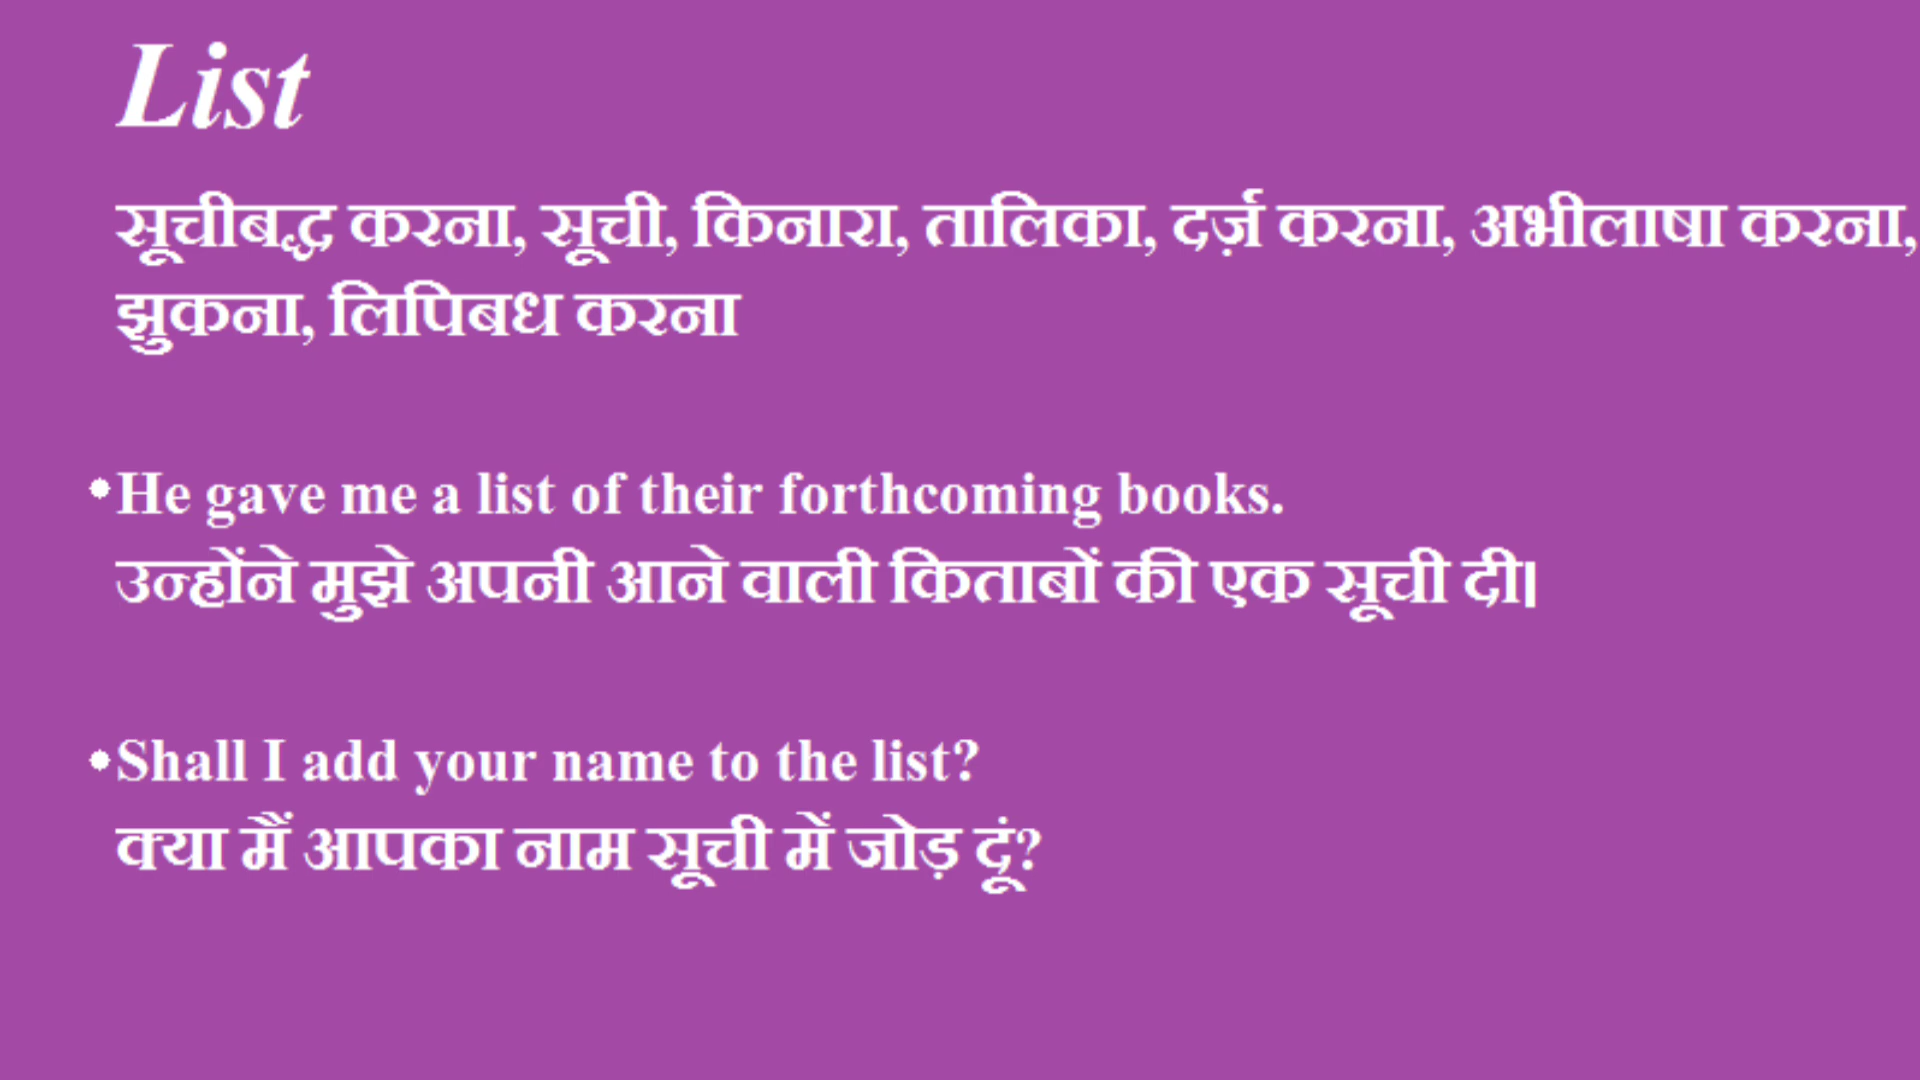 List
सूचीबद्ध करना, सूची, किनारा, तालिका, दर्ज़ करना, अभीलाषा करना,
झुकना, लिपिबध करना
•He gave me a list of their forthcoming books.
उन्होंने मुझे अपनी आने वाली किताबों की एक सूची दी।
•Shall I add your name to the list?
क्या मैं आपका नाम सूची में जोड़ दूं?